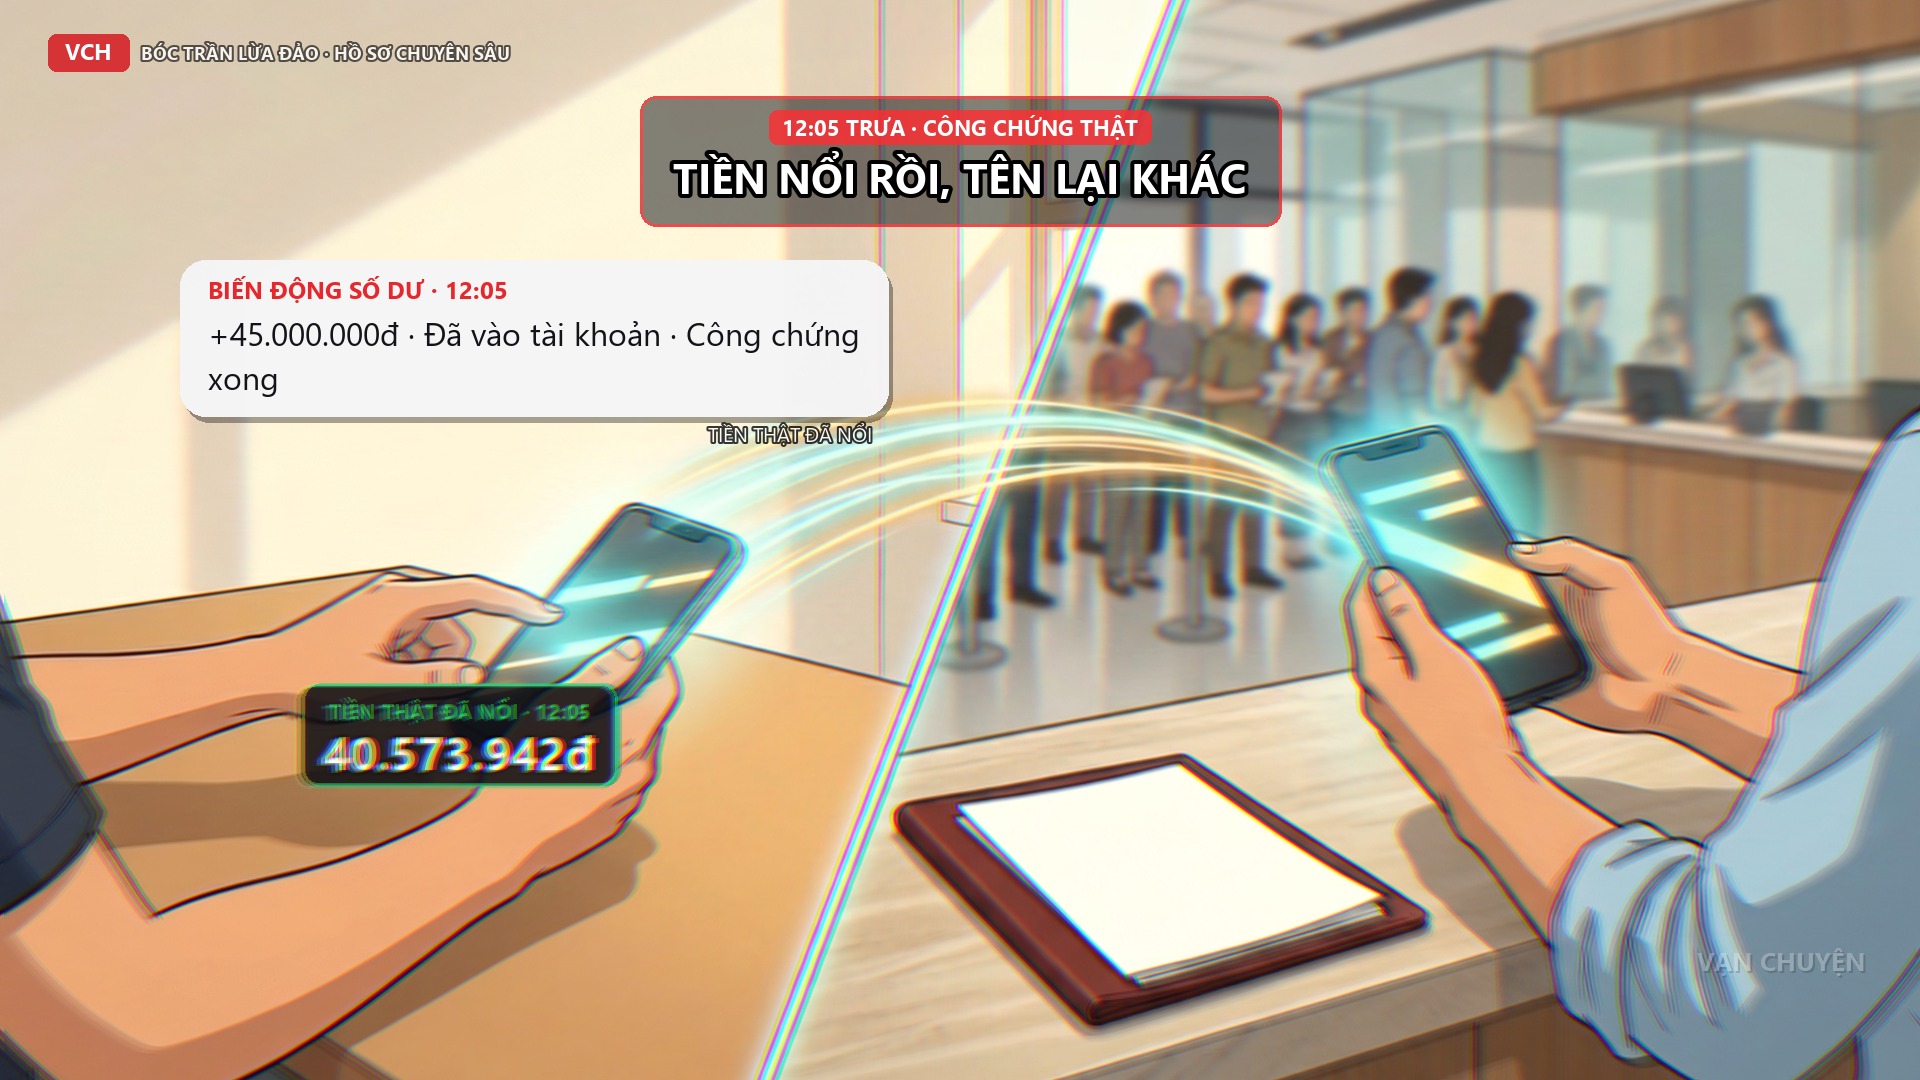 VCH BÓC TRẦN LỪA ĐẢO · HỒ SƠ CHUYÊN SÂU
12:05 TRƯA · CÔNG CHỨNG THẬT
TIỀN NỔI RỒI, TÊN LẠI KHÁC
BIẾN ĐỘNG SỐ DƯ · 12:05
+45.000.000đ · Đã vào tài khoản · Công chứng
xong
TIỀN THẬT ĐÃ NỔI
TIỀN THẬT ĐÃ NỔI - 12:05
40.573.942đ
VẠN CHUYỆN